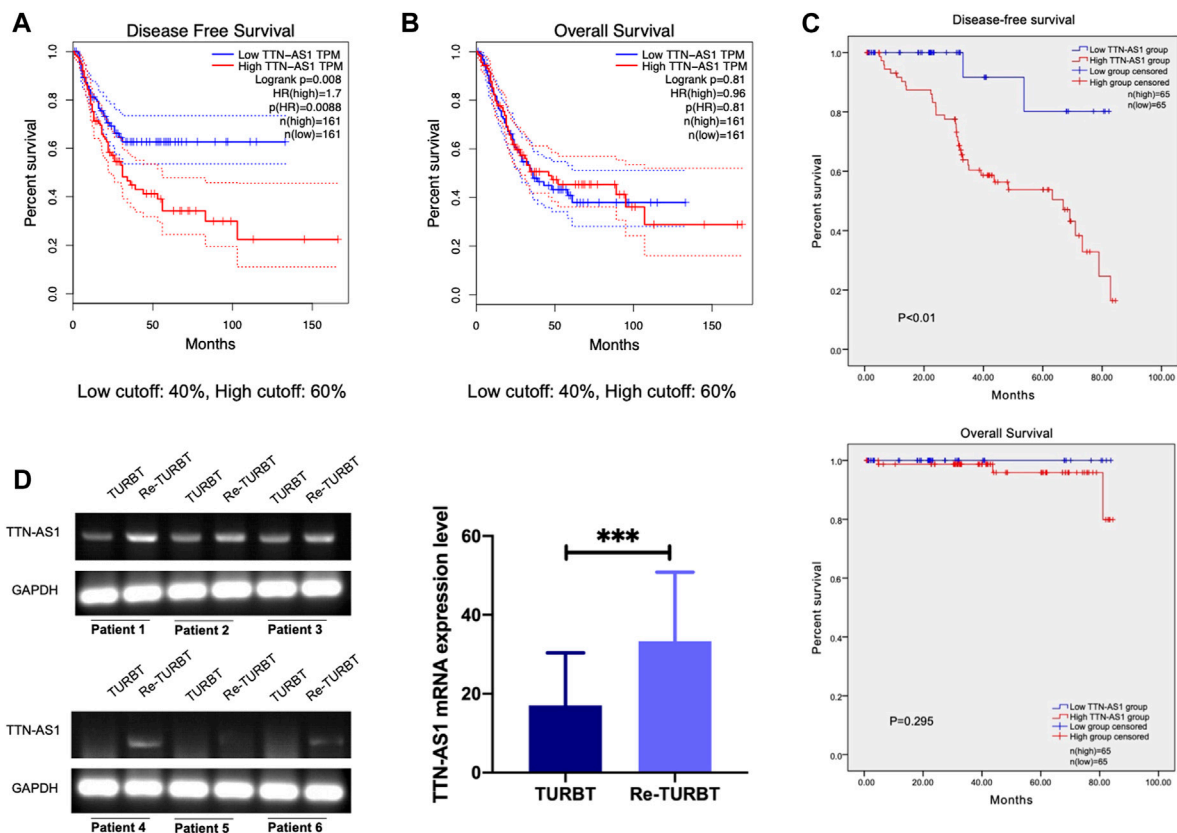 A
Disease Free Survival
Low TTN−AS1 TPM
High TTN−AS1 TPM
Logrank p=0.008
HR(high)=1.7
p(HR)=0.0088
n(high)=161
n(low)=161
Percent survival
0.0
0.2
0.4
0.6
0.8
1.0
0
50
100
150
Months
Low cutoff: 40%, High cutoff: 60%
B
Overall Survival
Low TTN−AS1 TPM
High TTN−AS1 TPM
Logrank p=0.81
HR(high)=0.96
p(HR)=0.81
n(high)=161
n(low)=161
Percent survival
0.0
0.2
0.4
0.6
0.8
1.0
0
50
100
150
Months
Low cutoff: 40%, High cutoff: 60%
C
Disease-free survival
Low TTN-AS1 group
High TTN-AS1 group
Low group censored
High group censored
n(high)=65
n(low)=65
Percent survival
1.0
0.8
0.6
0.4
0.2
0.0
P<0.01
0.00
20.00
40.00
60.00
80.00
100.00
Months
Overall Survival
Percent survival
1.0
0.8
0.6
0.4
0.2
0.0
P=0.295
Low TTN-AS1 group
High TTN-AS1 group
Low group censored
High group censored
n(high)=65
n(low)=65
0.00
20.00
40.00
60.00
80.00
100.00
Months
D
TURBT Re-TURBT TURBT Re-TURBT TURBT Re-TURBT
TTN-AS1
GAPDH
Patient 1 Patient 2 Patient 3
TURBT Re-TURBT TURBT Re-TURBT TURBT Re-TURBT
TTN-AS1
GAPDH
Patient 4 Patient 5 Patient 6
TTN-AS1 mRNA expression level
60
40
20
0
***
TURBT Re-TURBT